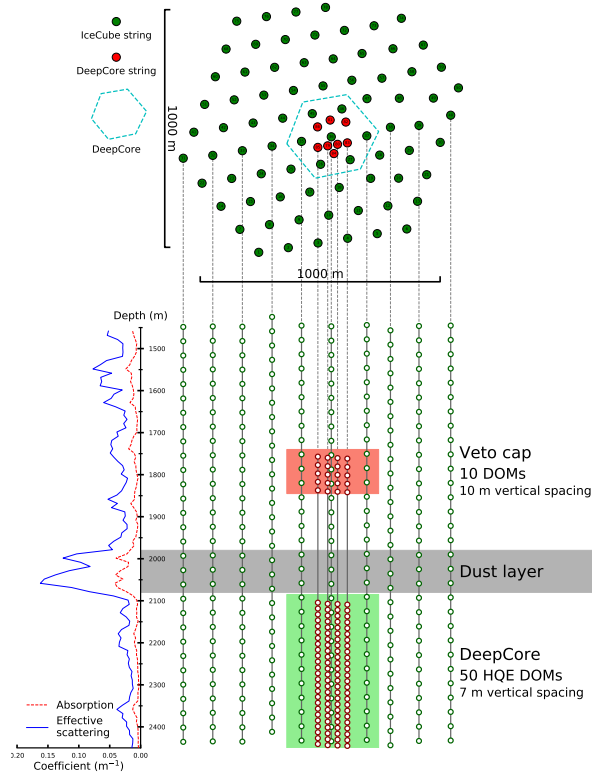 IceCube string
DeepCore string
DeepCore
1000 m
1000 m
Depth (m)
1500
1600
1700
1800
1900
2000
2100
2200
2300
2400
Veto cap
10 DOMs
10 m vertical spacing
Dust layer
DeepCore
50 HQE DOMs
7 m vertical spacing
Absorption
Effective
scattering
0.20 0.15 0.10 0.05 0.00
Coefficient (m⁻¹)